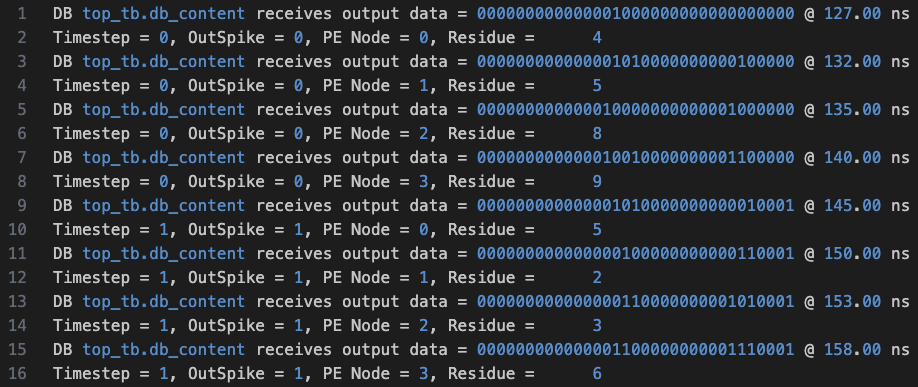 1 DB top_tb.db_content receives output data = 000000000000001000000000000000000 @ 127.00 ns
2 Timestep = 0, OutSpike = 0, PE Node = 0, Residue =      4
3 DB top_tb.db_content receives output data = 000000000000001010000000000100000 @ 132.00 ns
4 Timestep = 0, OutSpike = 0, PE Node = 1, Residue =      5
5 DB top_tb.db_content receives output data = 000000000000010000000000001000000 @ 135.00 ns
6 Timestep = 0, OutSpike = 0, PE Node = 2, Residue =      8
7 DB top_tb.db_content receives output data = 000000000000010010000000001100000 @ 140.00 ns
8 Timestep = 0, OutSpike = 0, PE Node = 3, Residue =      9
9 DB top_tb.db_content receives output data = 000000000000001010000000000010001 @ 145.00 ns
10 Timestep = 1, OutSpike = 1, PE Node = 0, Residue =      5
11 DB top_tb.db_content receives output data = 000000000000000100000000000110001 @ 150.00 ns
12 Timestep = 1, OutSpike = 1, PE Node = 1, Residue =      2
13 DB top_tb.db_content receives output data = 000000000000000110000000001010001 @ 153.00 ns
14 Timestep = 1, OutSpike = 1, PE Node = 2, Residue =      3
15 DB top_tb.db_content receives output data = 000000000000001100000000001110001 @ 158.00 ns
16 Timestep = 1, OutSpike = 1, PE Node = 3, Residue =      6